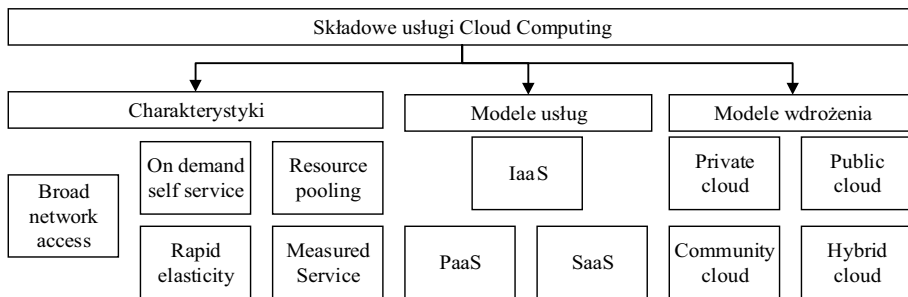 Składowe usługi Cloud Computing
Charakterystyki
Modele usług
Modele wdrożenia
Broad
network
access
On demand
self service
Resource
pooling
Rapid
elasticity
Measured
Service
IaaS
PaaS
SaaS
Private
cloud
Public
cloud
Community
cloud
Hybrid
cloud